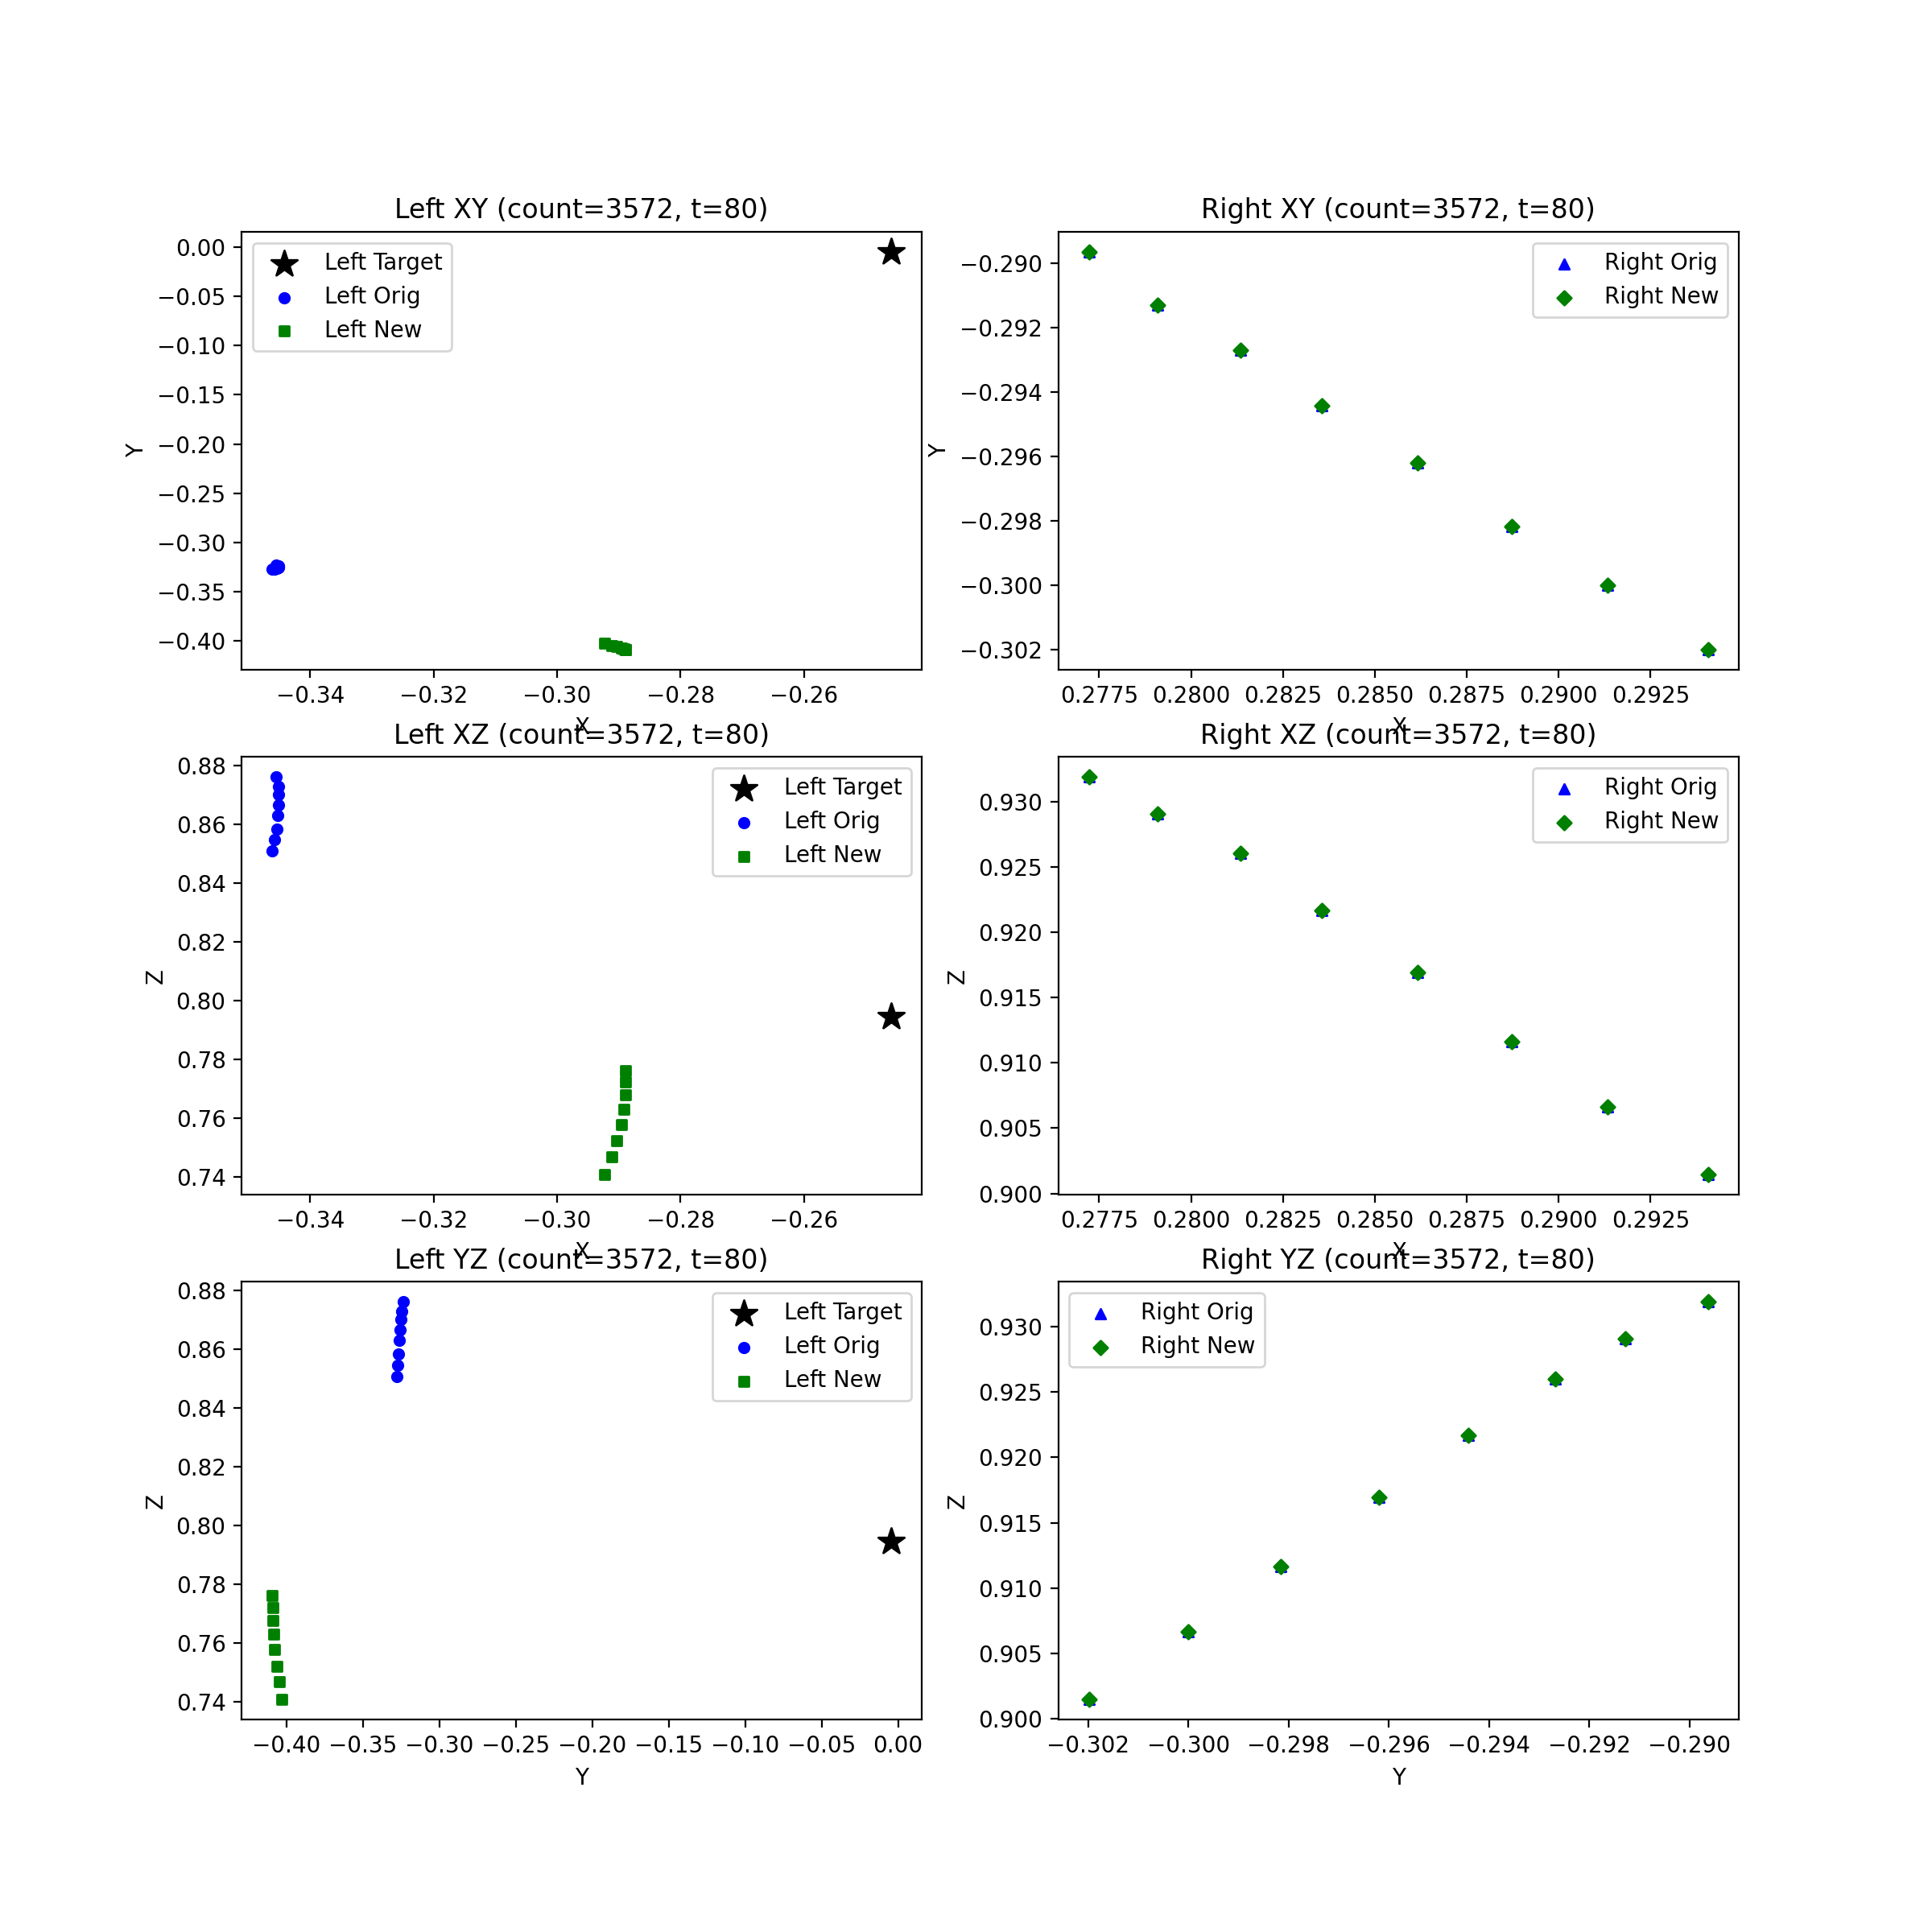 Left XY (count=3572, t=80)
0.00
−0.05
−0.10
−0.15
−0.20
−0.25
−0.30
−0.35
−0.40
Y
Left Target
Left Orig
Left New
−0.34 −0.32 −0.30 −0.28 −0.26
X
Right XY (count=3572, t=80)
−0.290
−0.292
−0.294
−0.296
−0.298
−0.300
−0.302
Y
Right Orig
Right New
0.2775 0.2800 0.2825 0.2850 0.2875 0.2900 0.2925
X
Left XZ (count=3572, t=80)
0.88
0.86
0.84
0.82
0.80
0.78
0.76
0.74
Z
Left Target
Left Orig
Left New
−0.34 −0.32 −0.30 −0.28 −0.26
X
Right XZ (count=3572, t=80)
0.930
0.925
0.920
0.915
0.910
0.905
0.900
Z
Right Orig
Right New
0.2775 0.2800 0.2825 0.2850 0.2875 0.2900 0.2925
X
Left YZ (count=3572, t=80)
0.88
0.86
0.84
0.82
0.80
0.78
0.76
0.74
Z
Left Target
Left Orig
Left New
−0.40 −0.35 −0.30 −0.25 −0.20 −0.15 −0.10 −0.05 0.00
Y
Right YZ (count=3572, t=80)
0.930
0.925
0.920
0.915
0.910
0.905
0.900
Z
Right Orig
Right New
−0.302 −0.300 −0.298 −0.296 −0.294 −0.292 −0.290
Y